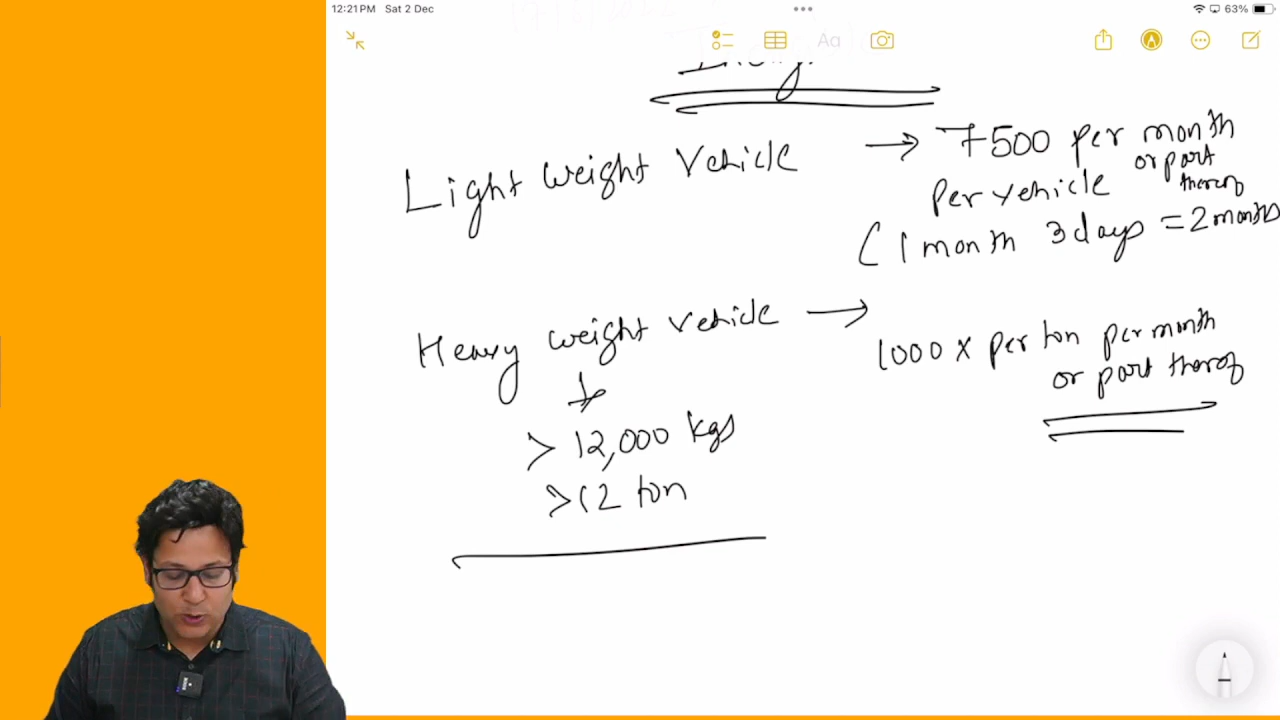 12:21 PM Sat 2 Dec
63%
Aa
Light weight Vehicle → 7500 per month
or part
thereof
per vehicle
( 1 month 3 days = 2 months
Heavy weight vehicle →
1000 x per ton per month
or part thereof
> 12,000 kgs
> 12 ton